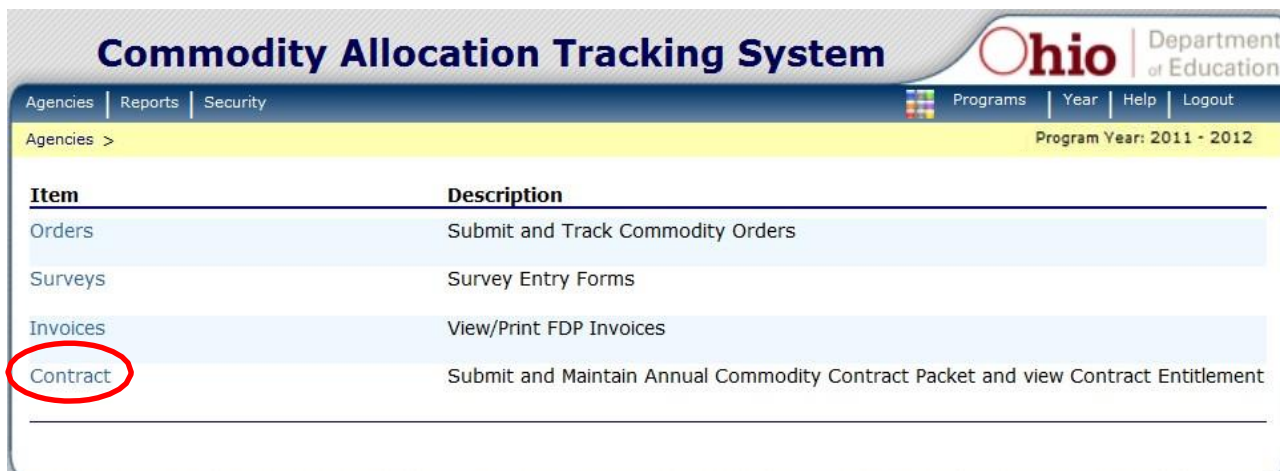 Commodity Allocation Tracking System
Ohio Department of Education
Agencies Reports Security Programs Year Help Logout
Agencies > Program Year: 2011 - 2012
Item Description
Orders Submit and Track Commodity Orders
Surveys Survey Entry Forms
Invoices View/Print FDP Invoices
Contract Submit and Maintain Annual Commodity Contract Packet and view Contract Entitlement